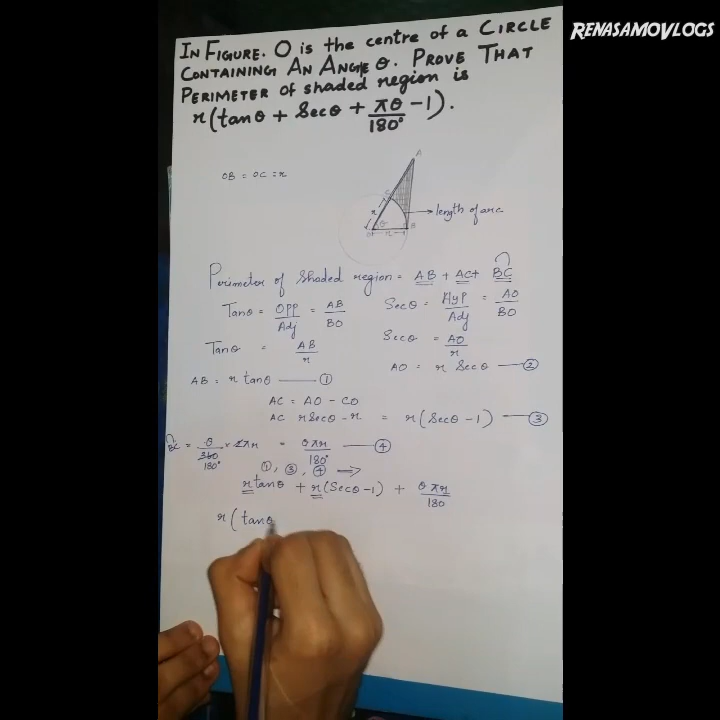 RENASAMOVLOGS
IN FIGURE. O is the centre of a CIRCLE
CONTAINING AN ANGLE θ. PROVE THAT
PERIMETER of shaded region is
r(tanθ + Secθ + πθ/180° - 1).
OB = OC = r
A
C
r
θ
O r B
length of arc
Perimeter of Shaded region = AB + AC + B͡C
Tanθ = Opp/Adj = AB/BO
Secθ = Hyp/Adj = AO/BO
Tanθ = AB/r
Secθ = AO/r
AB = r tanθ — ①
AO = r Secθ — ②
AC = AO - CO
AC rSecθ - r = r(Secθ - 1) — ③
B͡C = θ/360 180° × 2πr = θπr/180° — ④
①, ③, ④ ⟹
r tanθ + r(Secθ-1) + θπr/180
r(tanθ